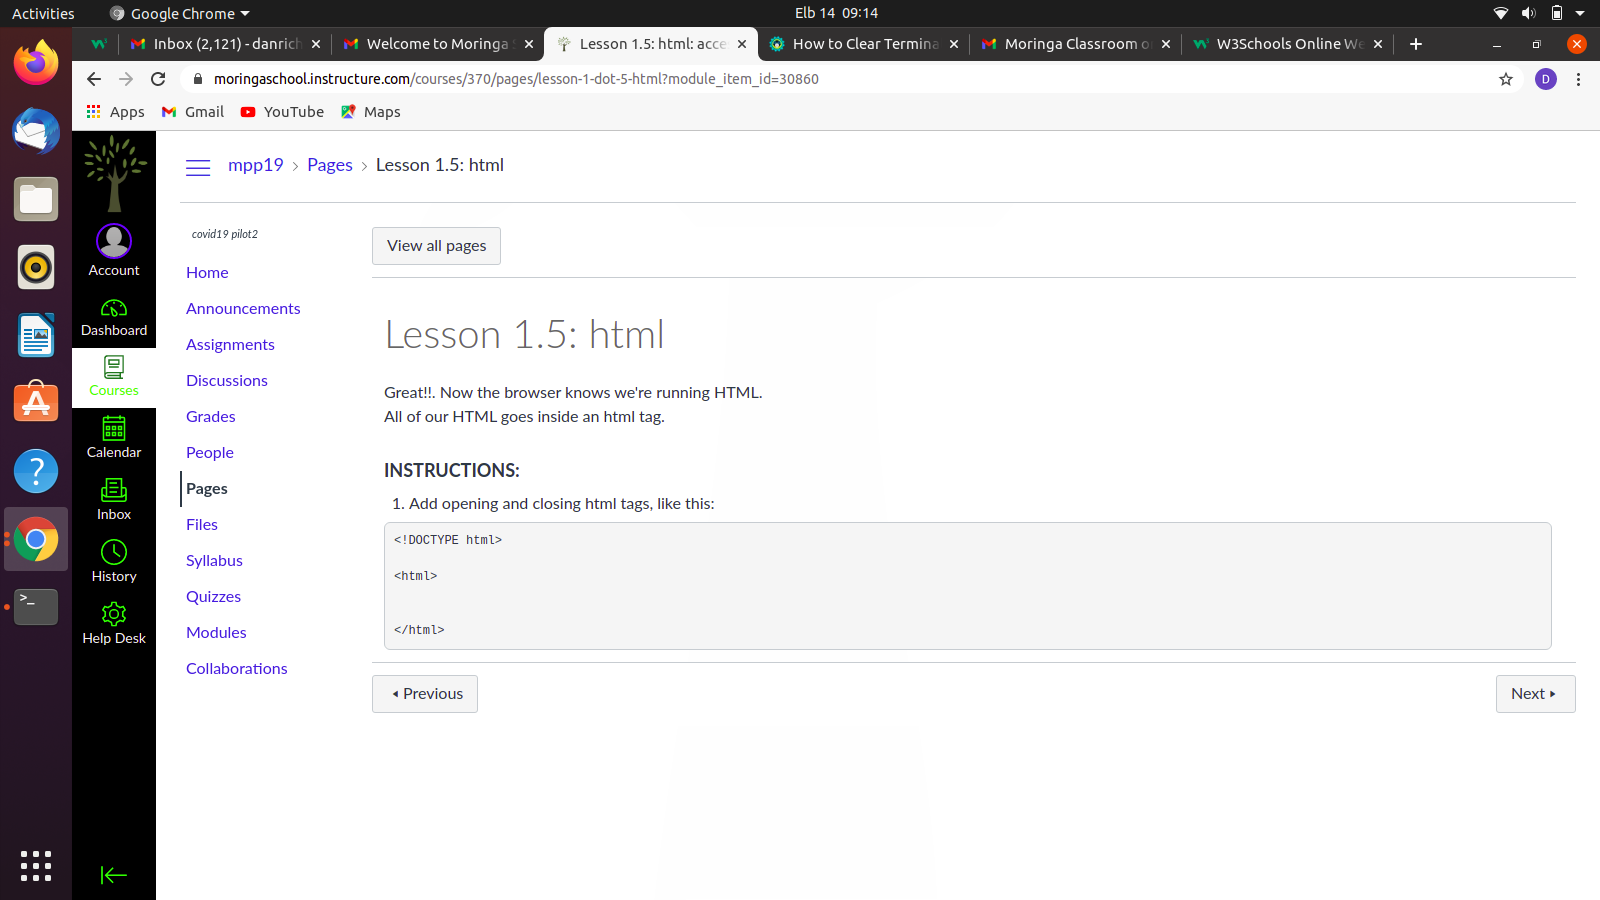 Activities
Google Chrome
Elb 14 09:14
Inbox (2,121) - danrich
Welcome to Moringa
Lesson 1.5: html: acce
How to Clear Termina
Moringa Classroom o
W3Schools Online We
moringaschool.instructure.com/courses/370/pages/lesson-1-dot-5-html?module_item_id=30860
D
Apps
Gmail
YouTube
Maps
Account
Dashboard
Courses
Calendar
Inbox
History
Help Desk
mpp19 › Pages › Lesson 1.5: html
covid19 pilot2
Home
Announcements
Assignments
Discussions
Grades
People
Pages
Files
Syllabus
Quizzes
Modules
Collaborations
View all pages
Lesson 1.5: html
Great!!. Now the browser knows we're running HTML.
All of our HTML goes inside an html tag.
INSTRUCTIONS:
1. Add opening and closing html tags, like this:
<!DOCTYPE html>
<html>
</html>
Previous
Next